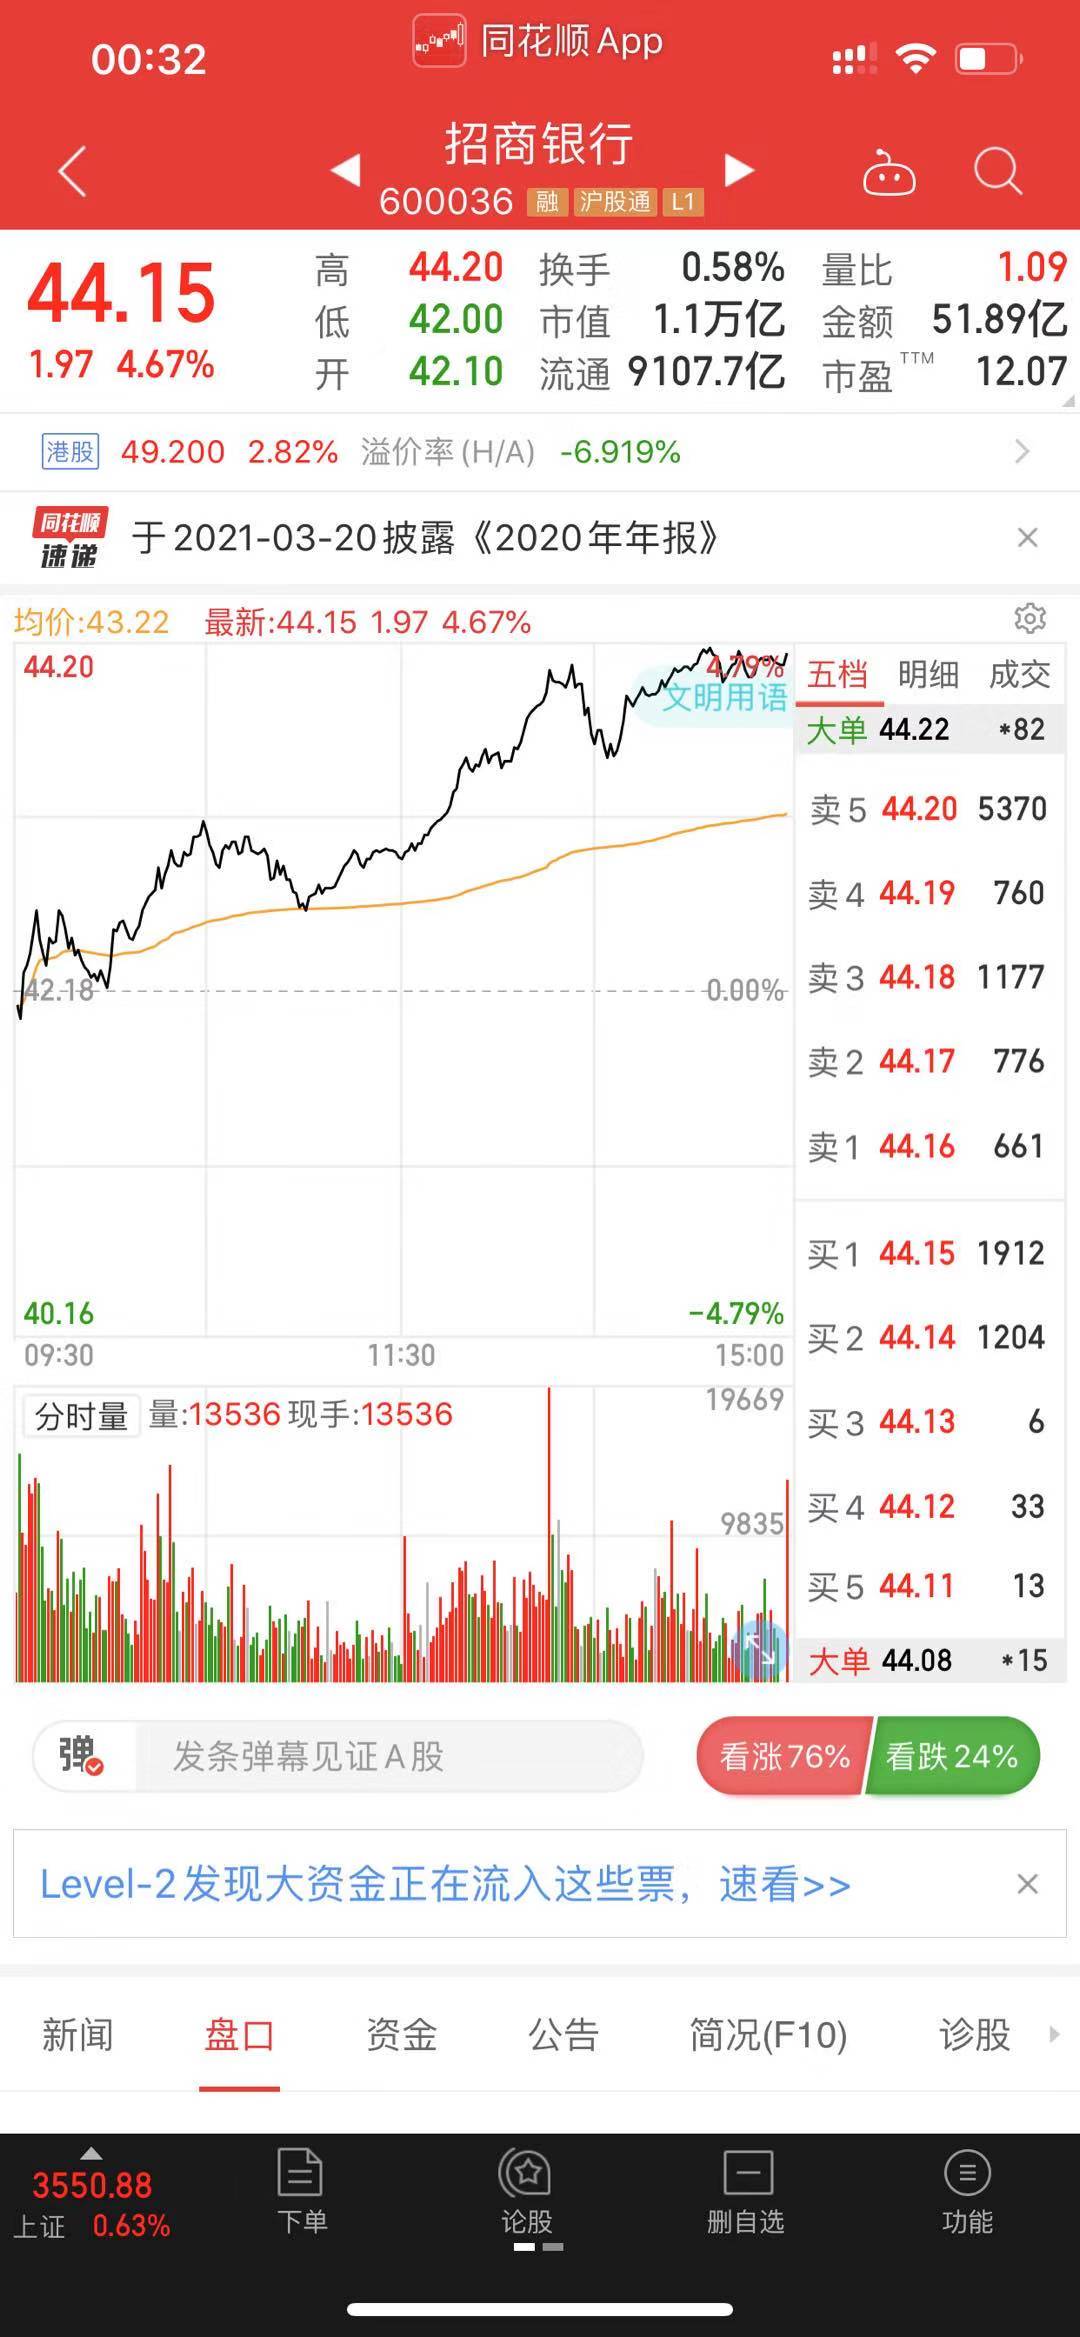 00:32
同花顺App
招商银行
600036 融 沪股通 L1
44.15
1.97 4.67%
高 44.20 换手 0.58% 量比 1.09
低 42.00 市值 1.1万亿 金额 51.89亿
开 42.10 流通 9107.7亿 市盈TTM 12.07
港股 49.200 2.82% 溢价率(H/A) -6.919%
同花顺
速递
于2021-03-20披露《2020年年报》
均价:43.22 最新:44.15 1.97 4.67%
44.20 4.79%
文明用语
42.18 0.00%
40.16 -4.79%
09:30 11:30 15:00
分时量 量:13536 现手:13536
19669
9835
五档 明细 成交
大单 44.22 *82
卖5 44.20 5370
卖4 44.19 760
卖3 44.18 1177
卖2 44.17 776
卖1 44.16 661
买1 44.15 1912
买2 44.14 1204
买3 44.13 6
买4 44.12 33
买5 44.11 13
大单 44.08 *15
弹 发条弹幕见证A股
看涨76% 看跌24%
Level-2发现大资金正在流入这些票，速看>>
新闻 盘口 资金 公告 简况(F10) 诊股
3550.88
上证 0.63%
下单 论股 删自选 功能